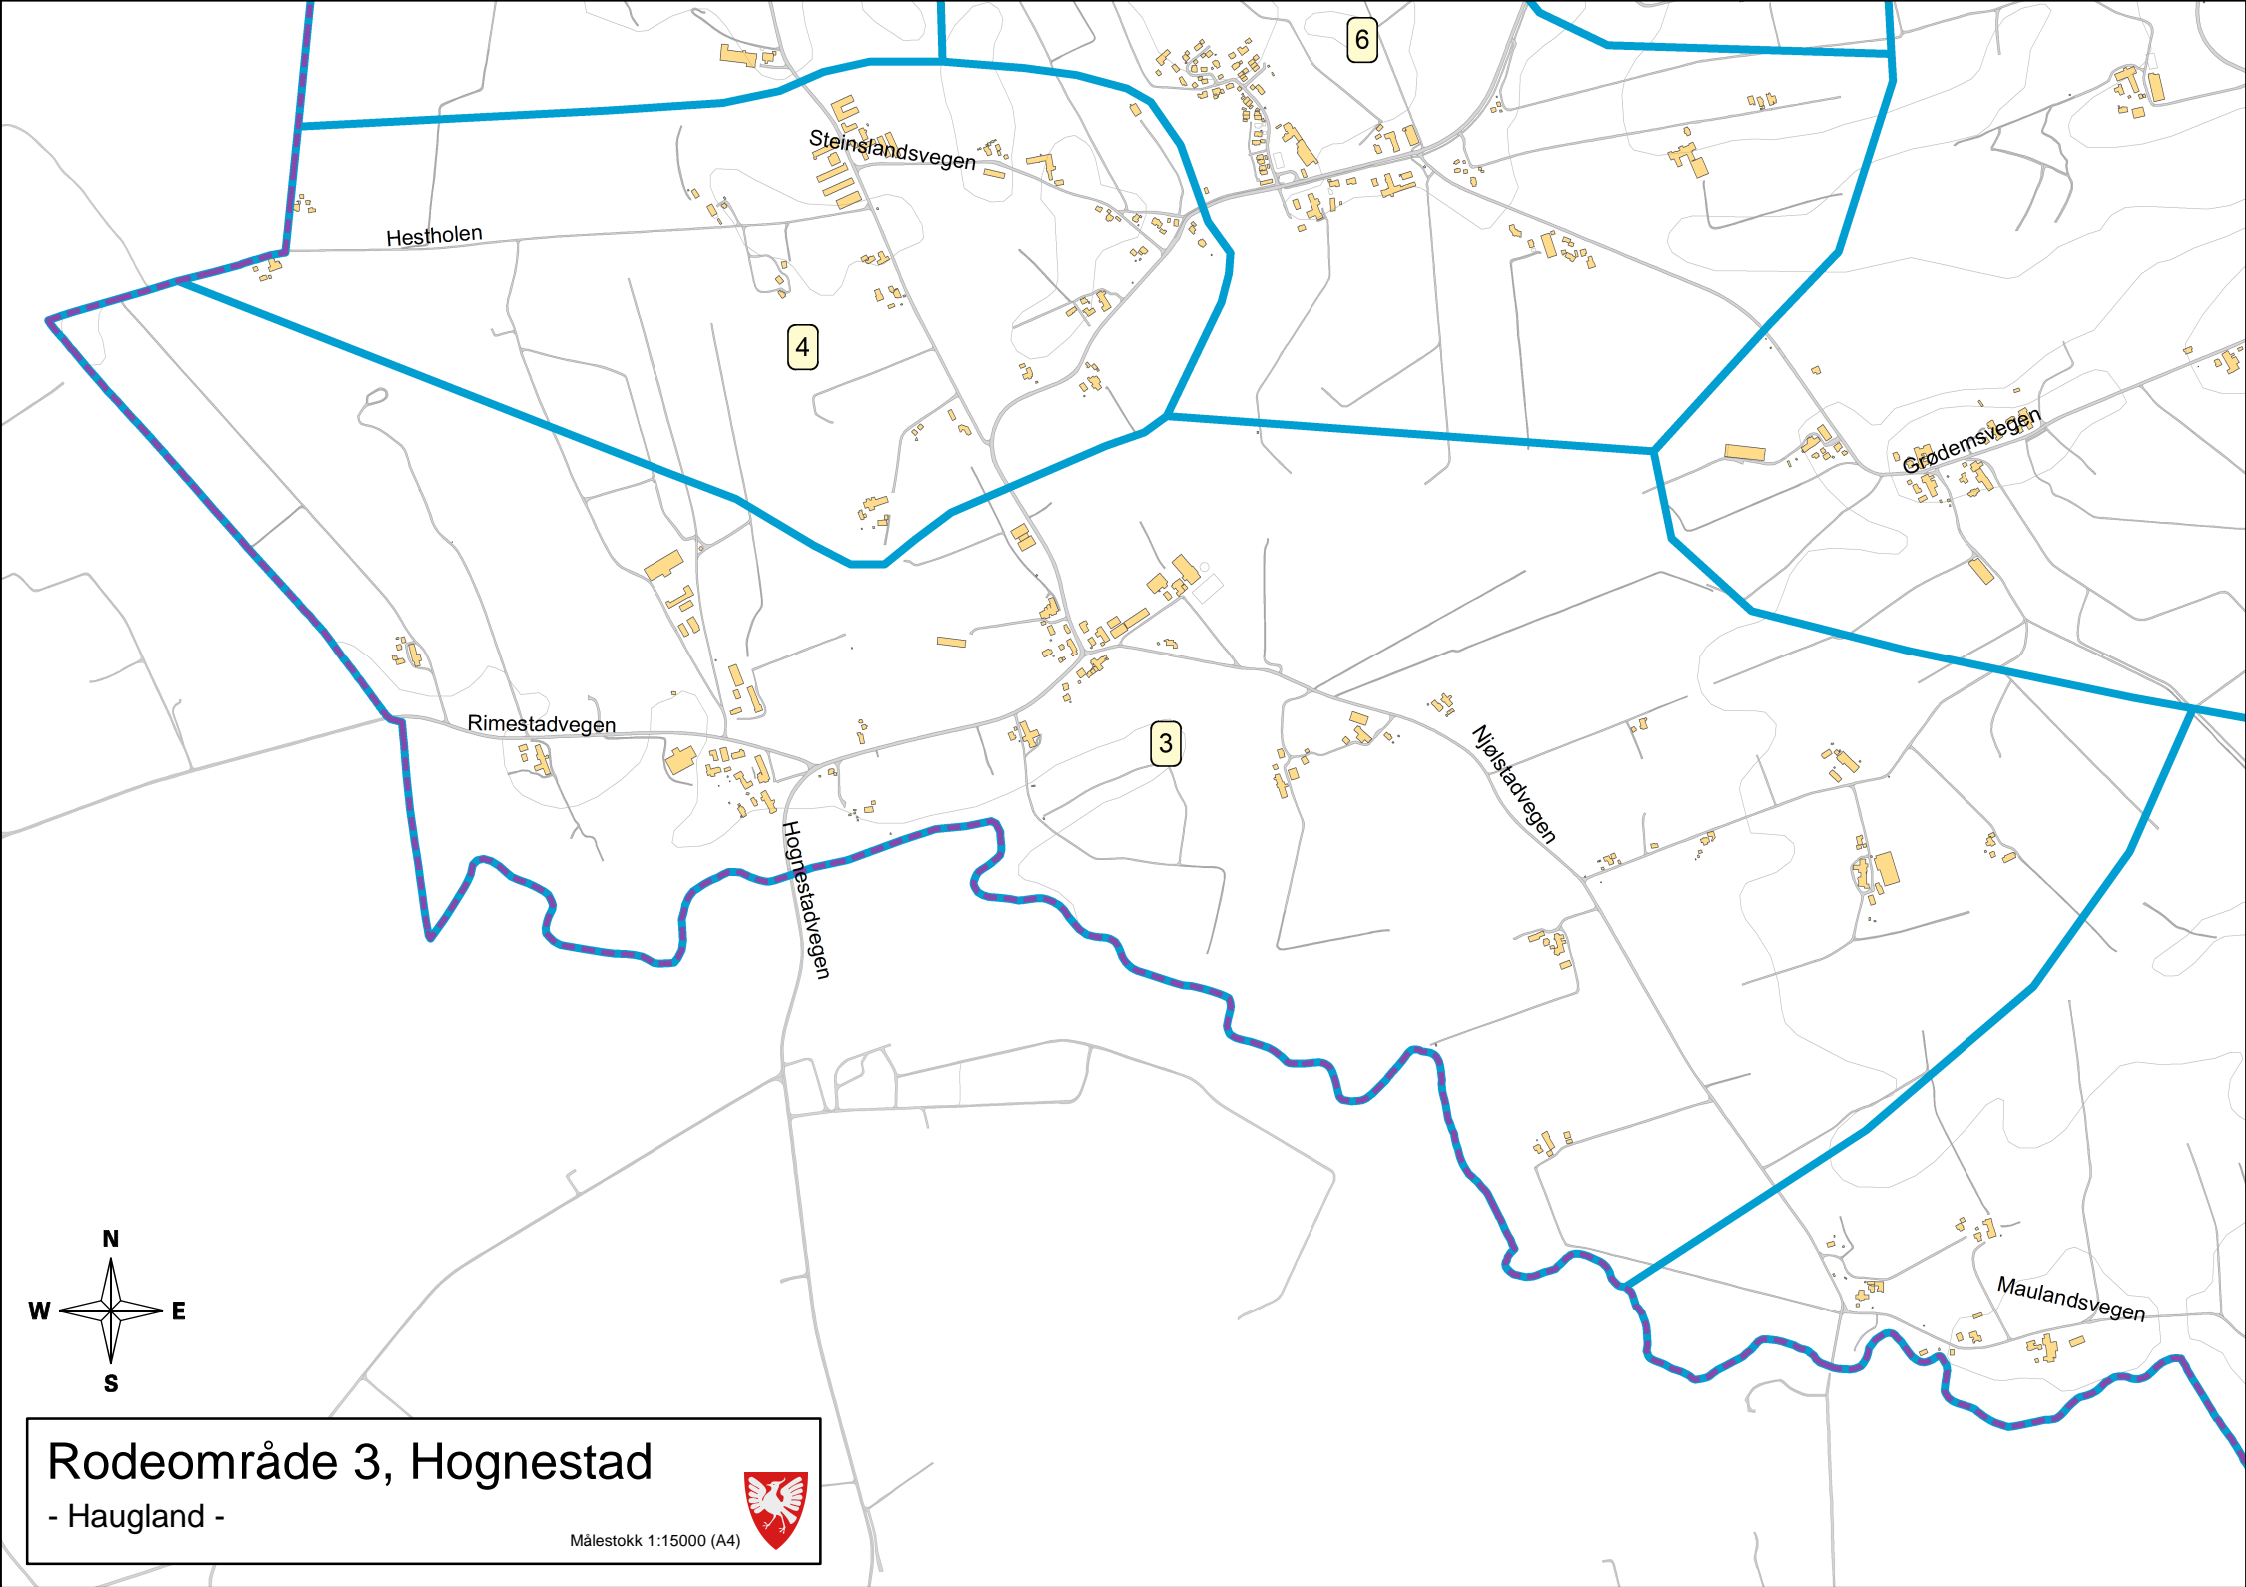 6
Steinslandsvegen
Hestholen
4
Grødemsvegen
Rimestadvegen
3
Njølstadvegen
Hognestadvegen
N
W E
S
Maulandsvegen
Rodeområde 3, Hognestad
- Haugland -
Målestokk 1:15000 (A4)